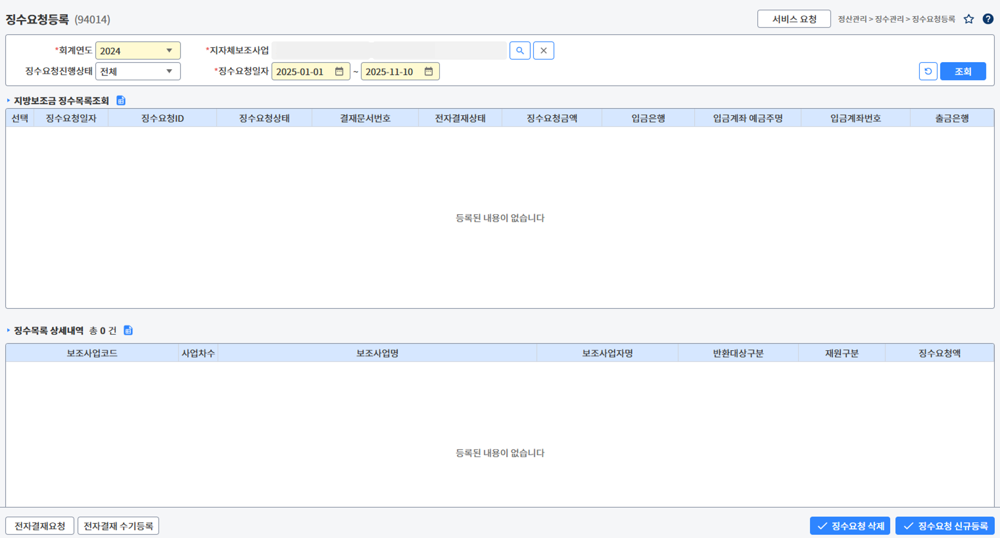 징수요청등록 (94014)
서비스 요청 정산관리 > 징수관리 > 징수요청등록 ?
*회계연도 2024 *지자체보조사업
징수요청진행상태 전체 *징수요청일자 2025-01-01 ~ 2025-11-10 조회
지방보조금 징수목록조회
선택 징수요청일자 징수요청ID 징수요청상태 결재문서번호 전자결재상태 징수요청금액 입금은행 입금계좌 예금주명 입금계좌번호 출금은행
등록된 내용이 없습니다
징수목록 상세내역 총 0 건
보조사업코드 사업차수 보조사업명 보조사업자명 반환대상구분 재원구분 징수요청액
등록된 내용이 없습니다
전자결재요청 전자결재 수기등록 징수요청 삭제 징수요청 신규등록